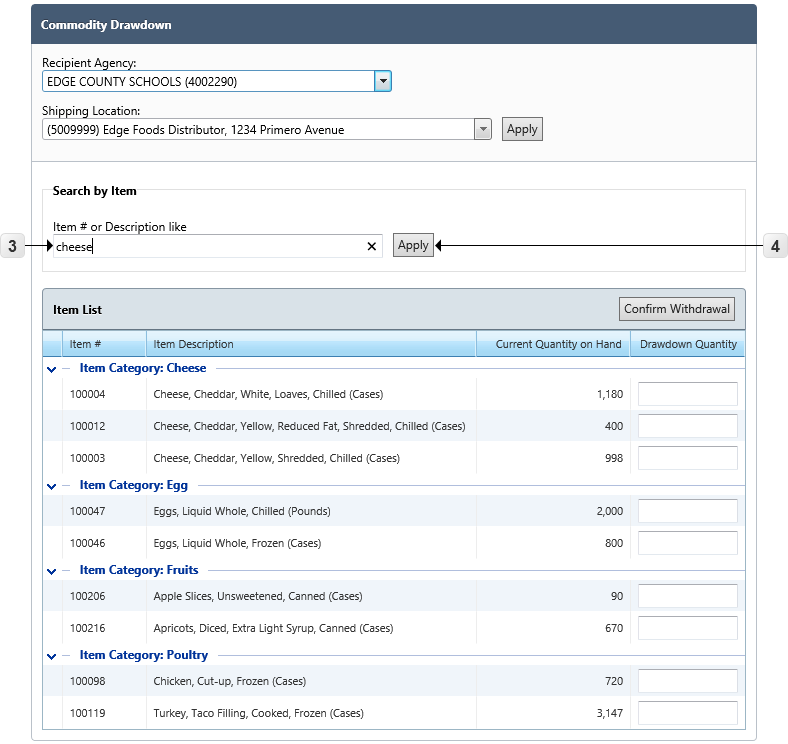 Commodity Drawdown
Recipient Agency:
EDGE COUNTY SCHOOLS (4002290)
Shipping Location:
(5009999) Edge Foods Distributor, 1234 Primero Avenue Apply
Search by Item
Item # or Description like
3 cheese Apply 4
Item List Confirm Withdrawal
Item # Item Description Current Quantity on Hand Drawdown Quantity
Item Category: Cheese
100004 Cheese, Cheddar, White, Loaves, Chilled (Cases) 1,180
100012 Cheese, Cheddar, Yellow, Reduced Fat, Shredded, Chilled (Cases) 400
100003 Cheese, Cheddar, Yellow, Shredded, Chilled (Cases) 998
Item Category: Egg
100047 Eggs, Liquid Whole, Chilled (Pounds) 2,000
100046 Eggs, Liquid Whole, Frozen (Cases) 800
Item Category: Fruits
100206 Apple Slices, Unsweetened, Canned (Cases) 90
100216 Apricots, Diced, Extra Light Syrup, Canned (Cases) 670
Item Category: Poultry
100098 Chicken, Cut-up, Frozen (Cases) 720
100119 Turkey, Taco Filling, Cooked, Frozen (Cases) 3,147